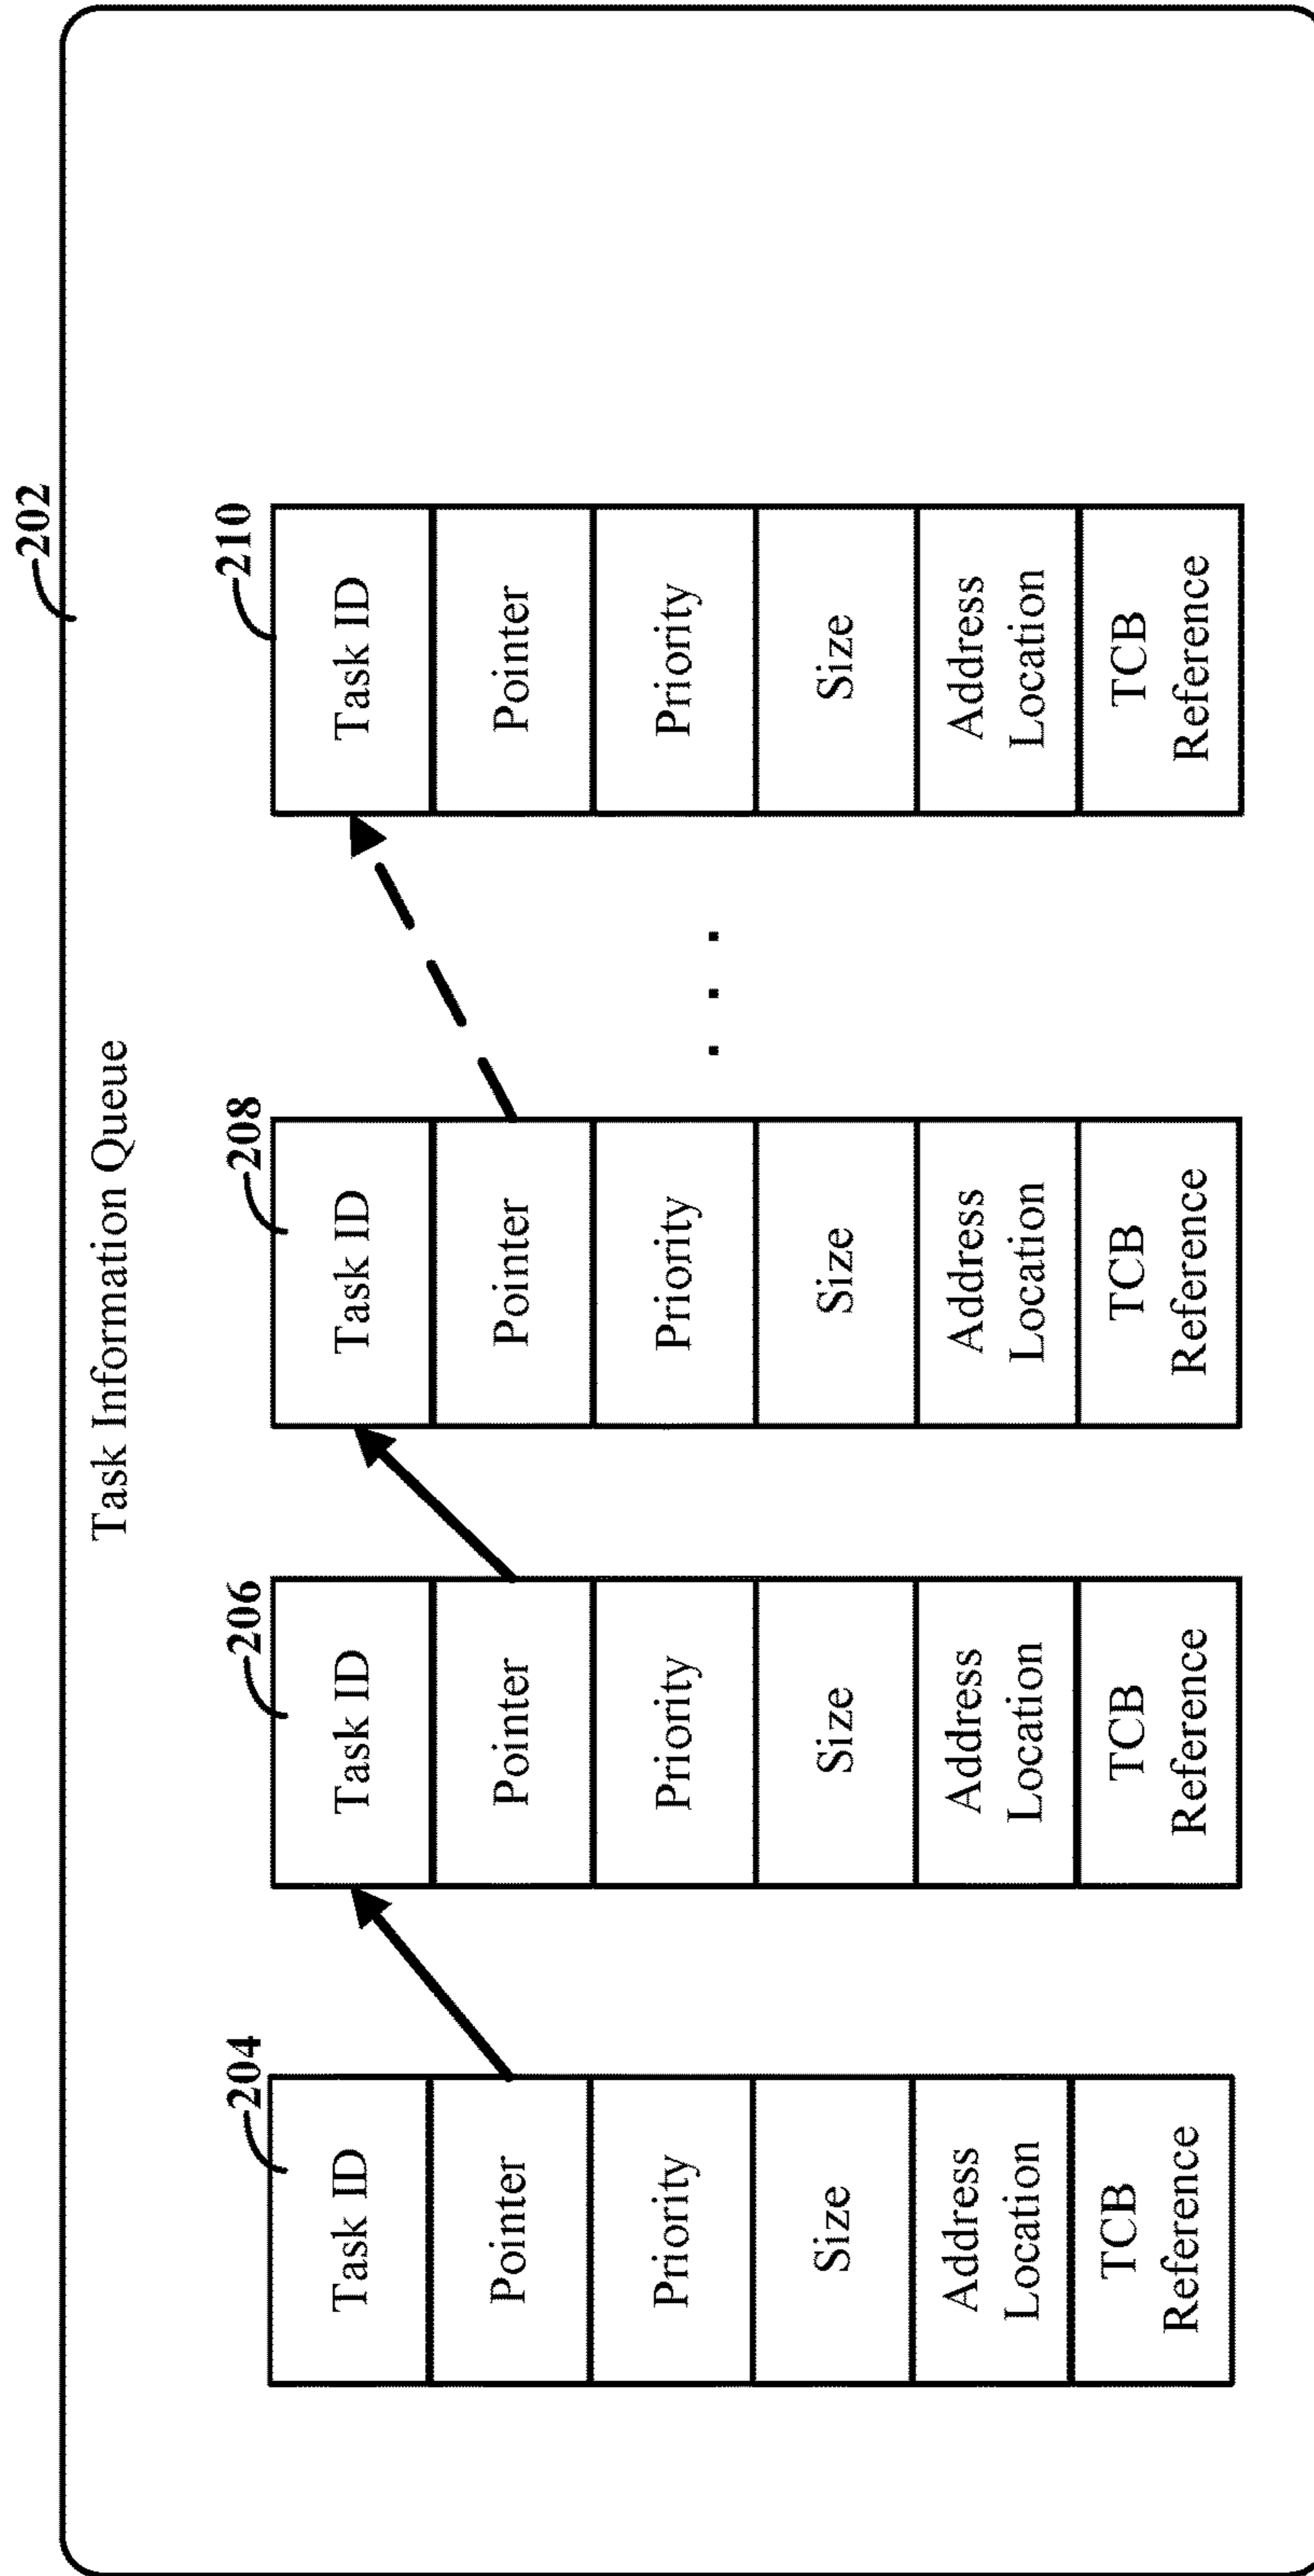 202
Task Information Queue
204
Task ID
Pointer
Priority
Size
Address
Location
TCB
Reference
206
Task ID
Pointer
Priority
Size
Address
Location
TCB
Reference
208
Task ID
Pointer
Priority
Size
Address
Location
TCB
Reference
. . .
210
Task ID
Pointer
Priority
Size
Address
Location
TCB
Reference